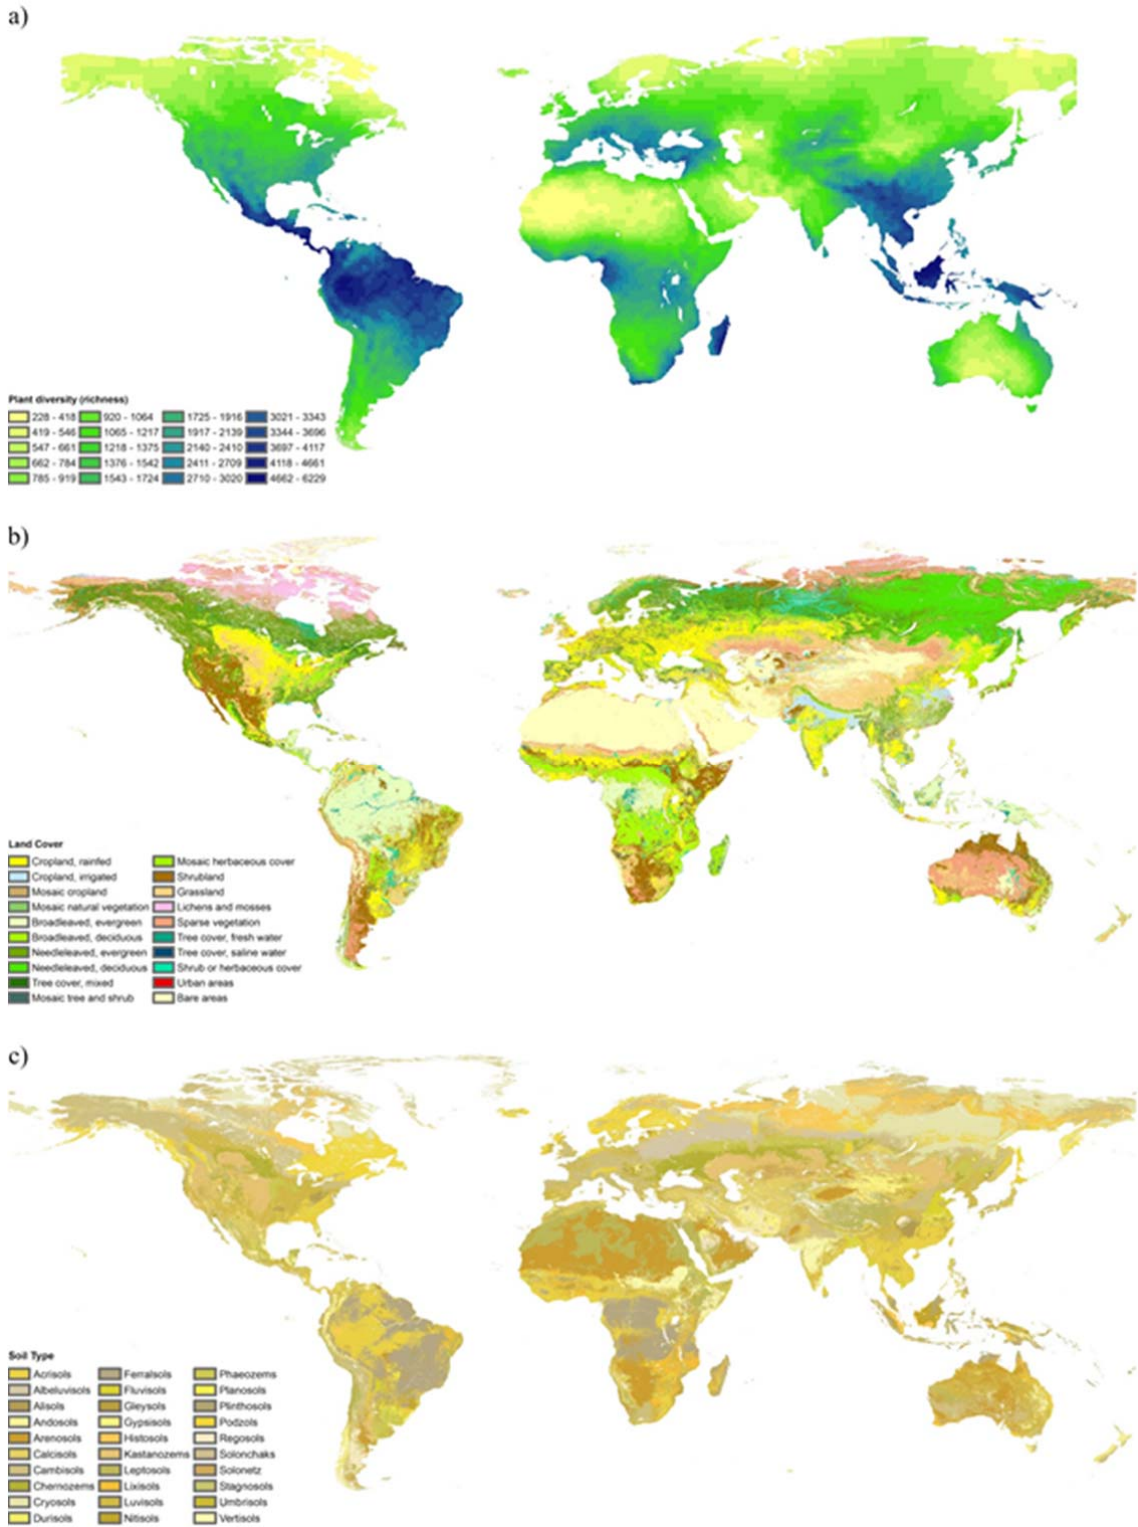 a)
Plant diversity (richness)
228 - 418 920 - 1064 1725 - 1916 3021 - 3343
419 - 546 1065 - 1217 1917 - 2139 3344 - 3696
547 - 661 1218 - 1375 2140 - 2410 3697 - 4117
662 - 784 1376 - 1542 2411 - 2709 4118 - 4661
785 - 919 1543 - 1724 2710 - 3020 4662 - 6229
b)
Land Cover
Cropland, rainfed Mosaic herbaceous cover
Cropland, irrigated Shrubland
Mosaic cropland Grassland
Mosaic natural vegetation Lichens and mosses
Broadleaved, evergreen Sparse vegetation
Broadleaved, deciduous Tree cover, fresh water
Needleleaved, evergreen Tree cover, saline water
Needleleaved, deciduous Shrub or herbaceous cover
Tree cover, mixed Urban areas
Mosaic tree and shrub Bare areas
c)
Soil Type
Acrisols Ferralsols Phaeozems
Albeluvisols Fluvisols Planosols
Alisols Gleysols Plinthosols
Andosols Gypsisols Podzols
Arenosols Histosols Regosols
Calcisols Kastanozems Solonchaks
Cambisols Leptosols Solonetz
Chernozems Lixisols Stagnosols
Cryosols Luvisols Umbrisols
Durisols Nitisols Vertisols